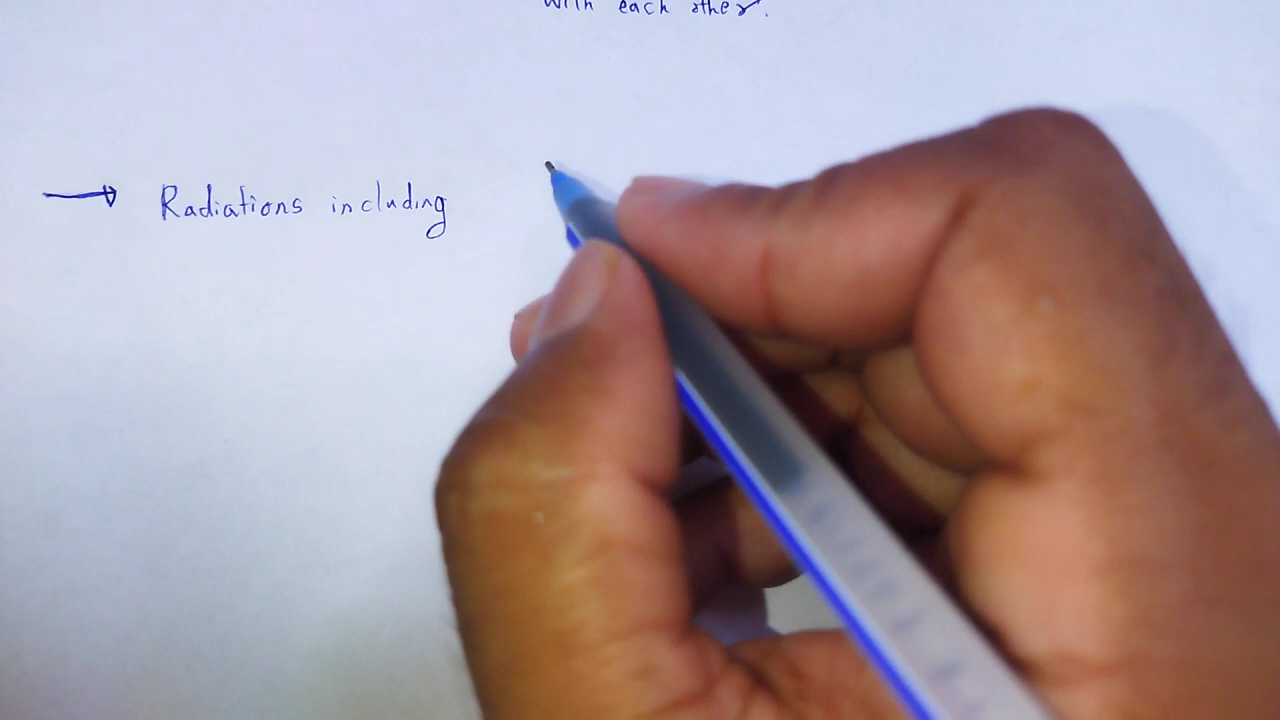 with each other.
→ Radiations including